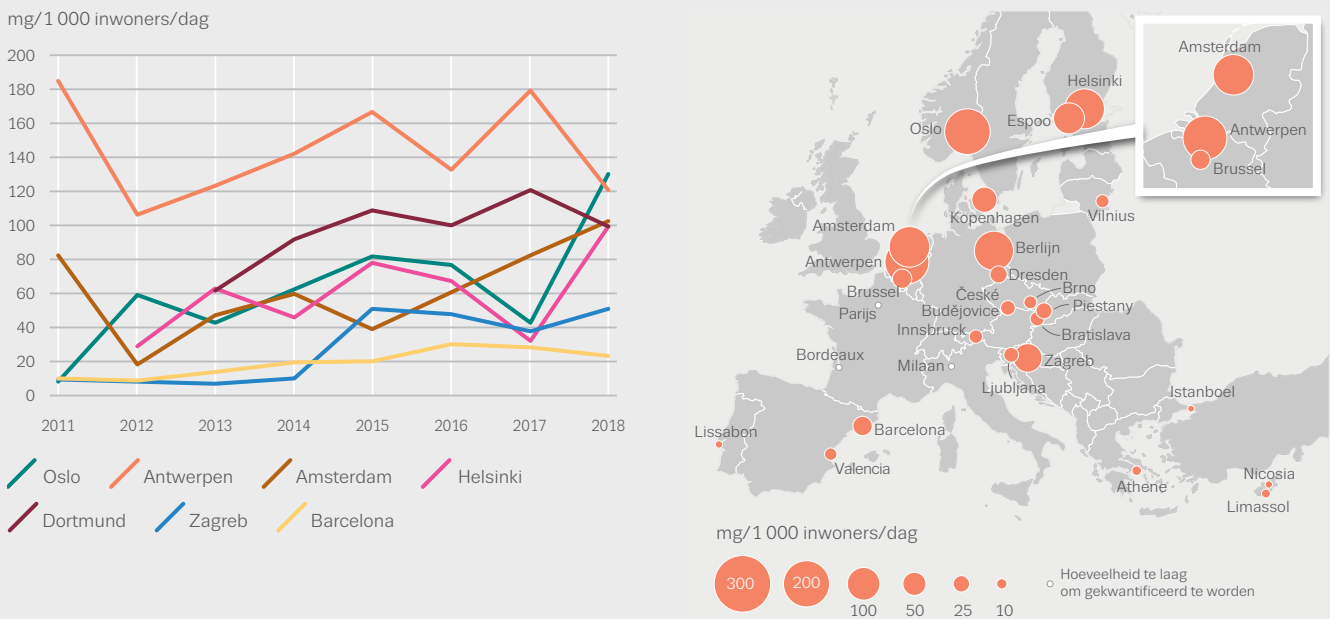 mg/1 000 inwoners/dag
200
180
160
140
120
100
80
60
40
20
0
2011 2012 2013 2014 2015 2016 2017 2018
Oslo Antwerpen Amsterdam Helsinki
Dortmund Zagreb Barcelona
Amsterdam
Antwerpen
Brussel
Helsinki
Espoo
Oslo
Kopenhagen
Vilnius
Amsterdam
Antwerpen
Brussel
Parijs
Berlijn
Dresden
Brno
České
Budějovice
Piestany
Bratislava
Innsbruck
Bordeaux
Milaan
Zagreb
Ljubljana
Istanboel
Lissabon
Barcelona
Valencia
Athene
Nicosia
Limassol
mg/1 000 inwoners/dag
300 200
100 50 25 10
Hoeveelheid te laag
om gekwantificeerd te worden